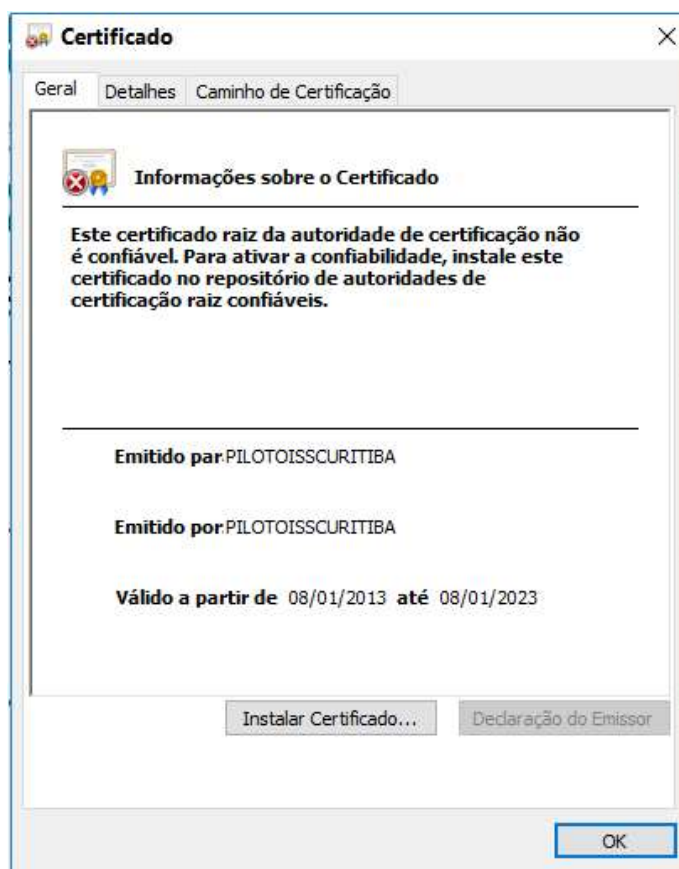 Certificado
Geral Detalhes Caminho de Certificação
Informações sobre o Certificado
Este certificado raiz da autoridade de certificação não
é confiável. Para ativar a confiabilidade, instale este
certificado no repositório de autoridades de
certificação raiz confiáveis.
Emitido par PILOTOISSCURITIBA
Emitido por PILOTOISSCURITIBA
Válido a partir de 08/01/2013 até 08/01/2023
Instalar Certificado... Declaração do Emissor
OK